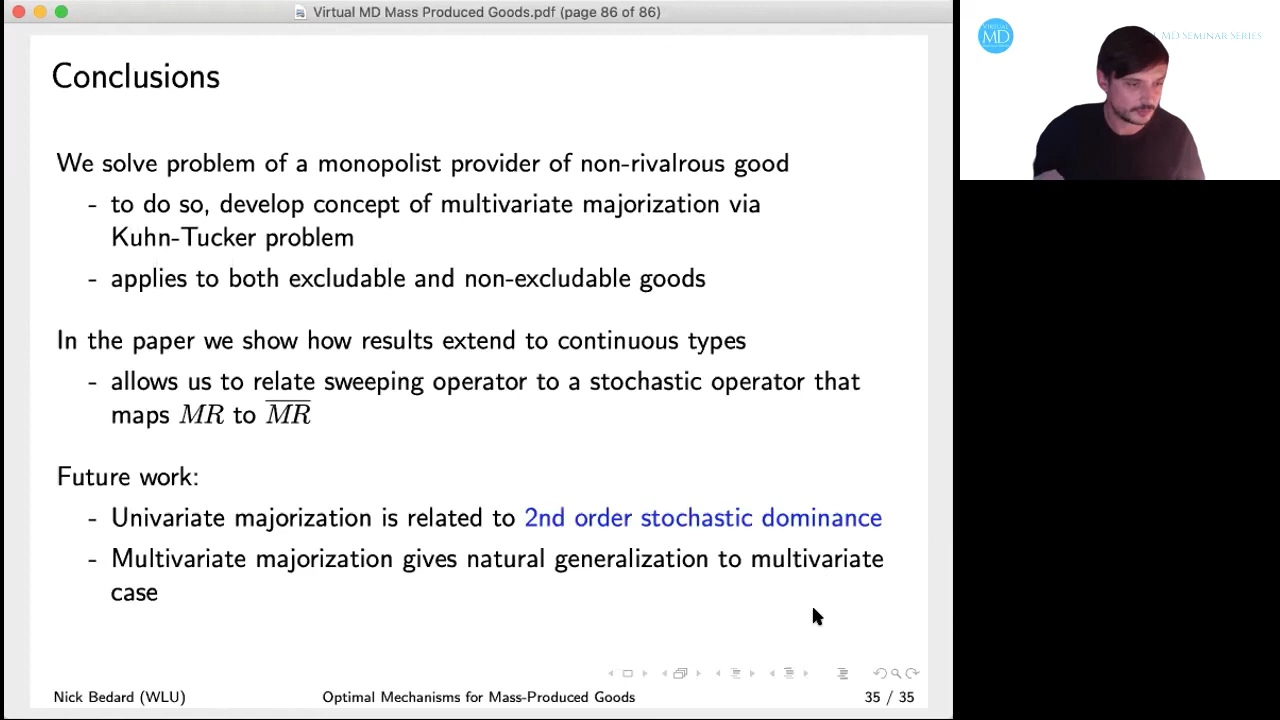 Virtual MD Mass Produced Goods.pdf (page 86 of 86)
Conclusions
We solve problem of a monopolist provider of non-rivalrous good
- to do so, develop concept of multivariate majorization via
Kuhn-Tucker problem
- applies to both excludable and non-excludable goods
In the paper we show how results extend to continuous types
- allows us to relate sweeping operator to a stochastic operator that
maps MR to M̅R̅
Future work:
- Univariate majorization is related to 2nd order stochastic dominance
- Multivariate majorization gives natural generalization to multivariate
case
Nick Bedard (WLU) Optimal Mechanisms for Mass-Produced Goods 35 / 35
VIRTUAL
MD
MD SEMINAR SERIES